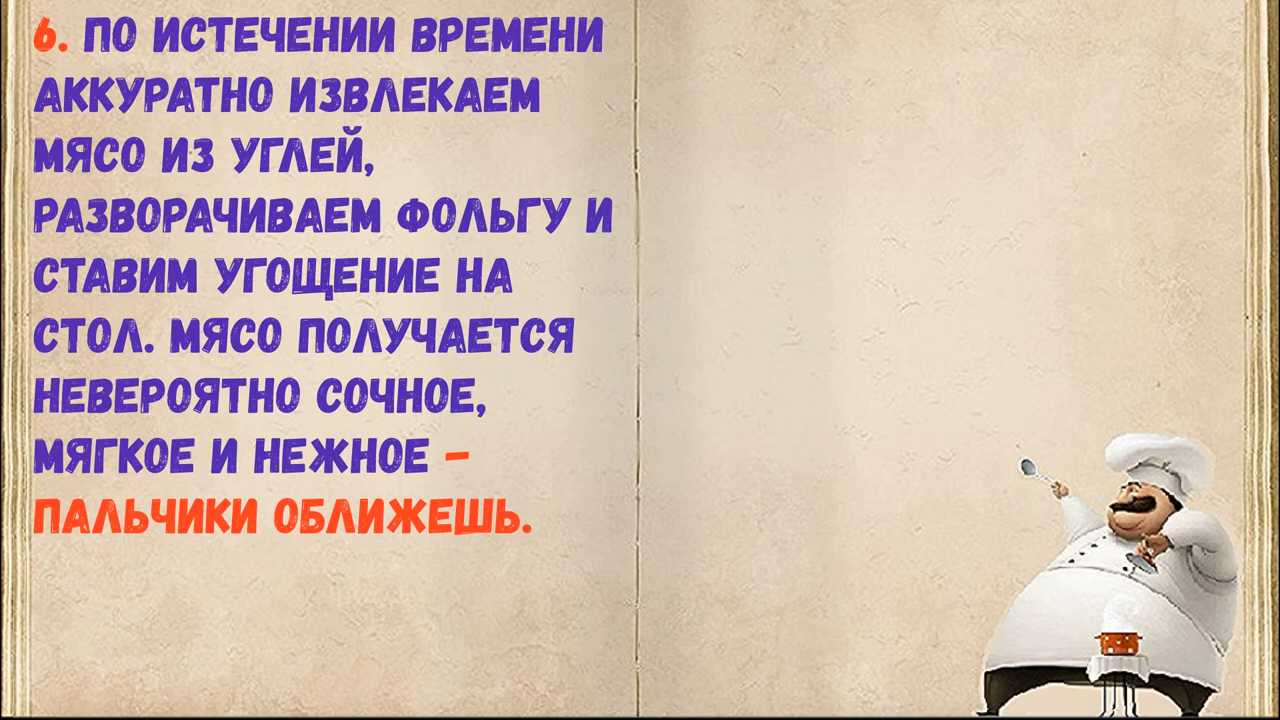 6. ПО ИСТЕЧЕНИИ ВРЕМЕНИ
АККУРАТНО ИЗВЛЕКАЕМ
МЯСО ИЗ УГЛЕЙ,
РАЗВОРАЧИВАЕМ ФОЛЬГУ И
СТАВИМ УГОЩЕНИЕ НА
СТОЛ. МЯСО ПОЛУЧАЕТСЯ
НЕВЕРОЯТНО СОЧНОЕ,
МЯГКОЕ И НЕЖНОЕ –
ПАЛЬЧИКИ ОБЛИЖЕШЬ.